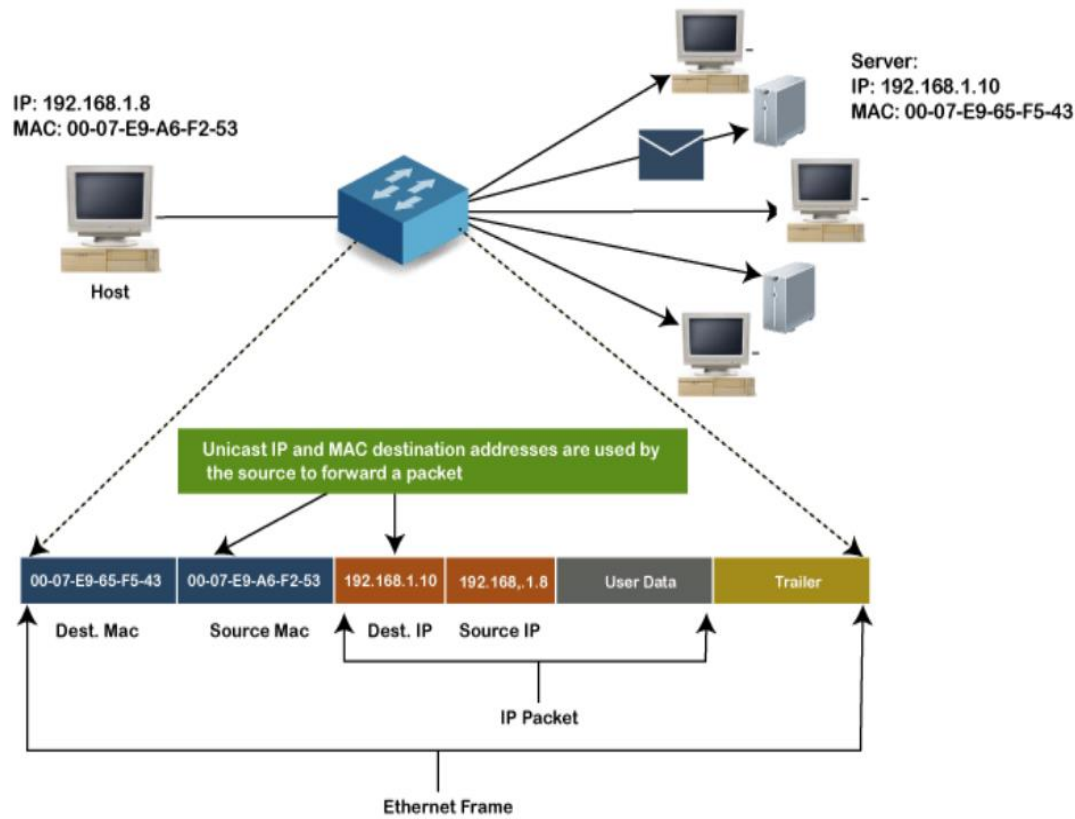 Server:
IP: 192.168.1.10
MAC: 00-07-E9-65-F5-43
IP: 192.168.1.8
MAC: 00-07-E9-A6-F2-53
Host
Unicast IP and MAC destination addresses are used by
the source to forward a packet
00-07-E9-65-F5-43 00-07-E9-A6-F2-53 192.168.1.10 192.168,.1.8 User Data Trailer
Dest. Mac Source Mac Dest. IP Source IP
IP Packet
Ethernet Frame